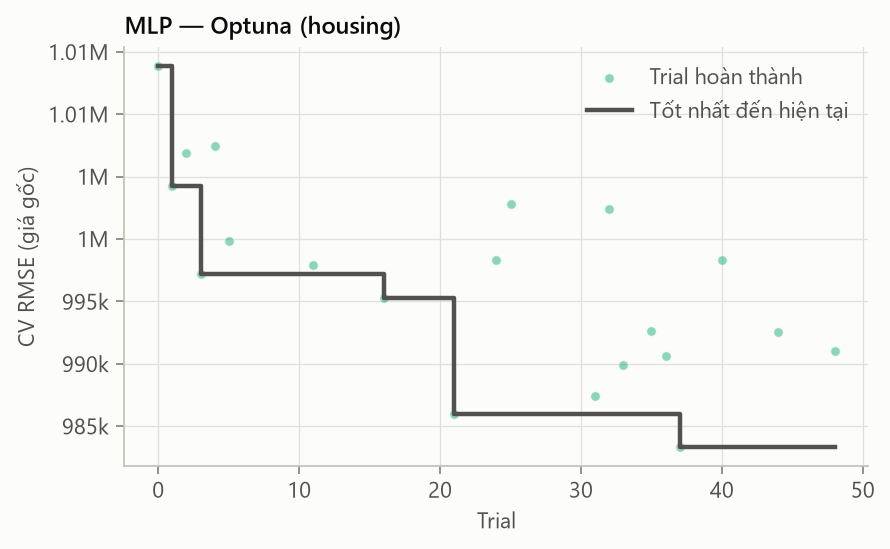 MLP — Optuna (housing)
Trial hoàn thành
Tốt nhất đến hiện tại
CV RMSE (giá gốc)
1.01M
1.01M
1M
1M
995k
990k
985k
0 10 20 30 40 50
Trial